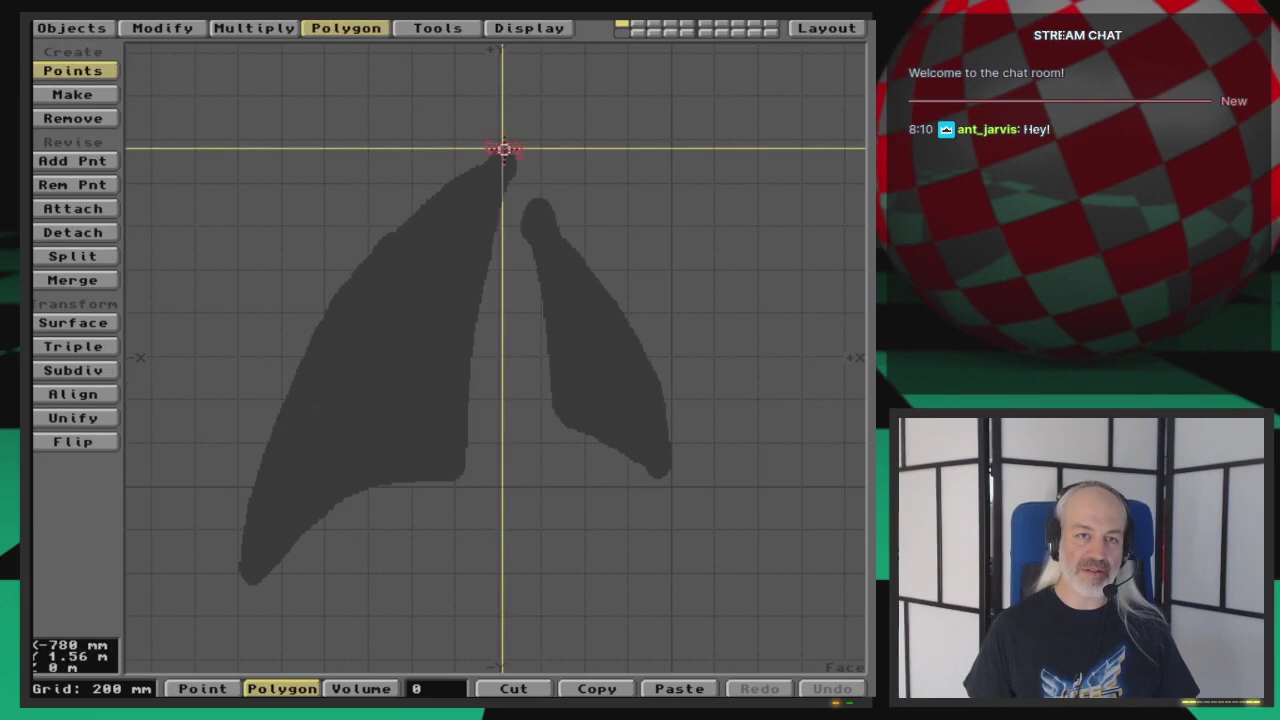 Objects Modify Multiply Polygon Tools Display Layout
Create
Points
Make
Remove
Revise
Add Pnt
Rem Pnt
Attach
Detach
Split
Merge
Transform
Surface
Triple
Subdiv
Align
Unify
Flip
+Y
-X
+X
-Y
Face
X-780 mm
Y 1.56 m
Z 0 m
Grid: 200 mm Point Polygon Volume 0 Cut Copy Paste Redo Undo
STREAM CHAT
Welcome to the chat room!
New
8:10 ant_jarvis: Hey!